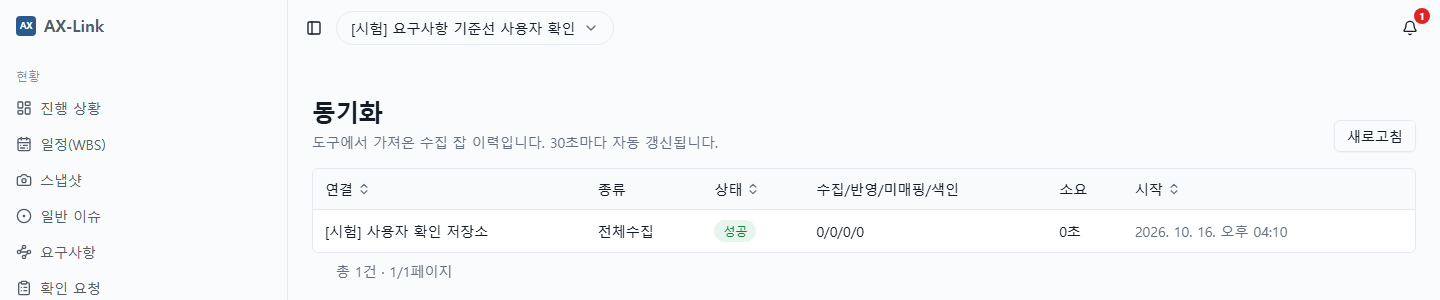 AX AX-Link
[시험] 요구사항 기준선 사용자 확인
1
현황
진행 상황
일정(WBS)
스냅샷
일반 이슈
요구사항
확인 요청
동기화
도구에서 가져온 수집 잡 이력입니다. 30초마다 자동 갱신됩니다.
새로고침
연결 종류 상태 수집/반영/미매핑/색인 소요 시작
[시험] 사용자 확인 저장소 전체수집 성공 0/0/0/0 0초 2026. 10. 16. 오후 04:10
총 1건 · 1/1페이지